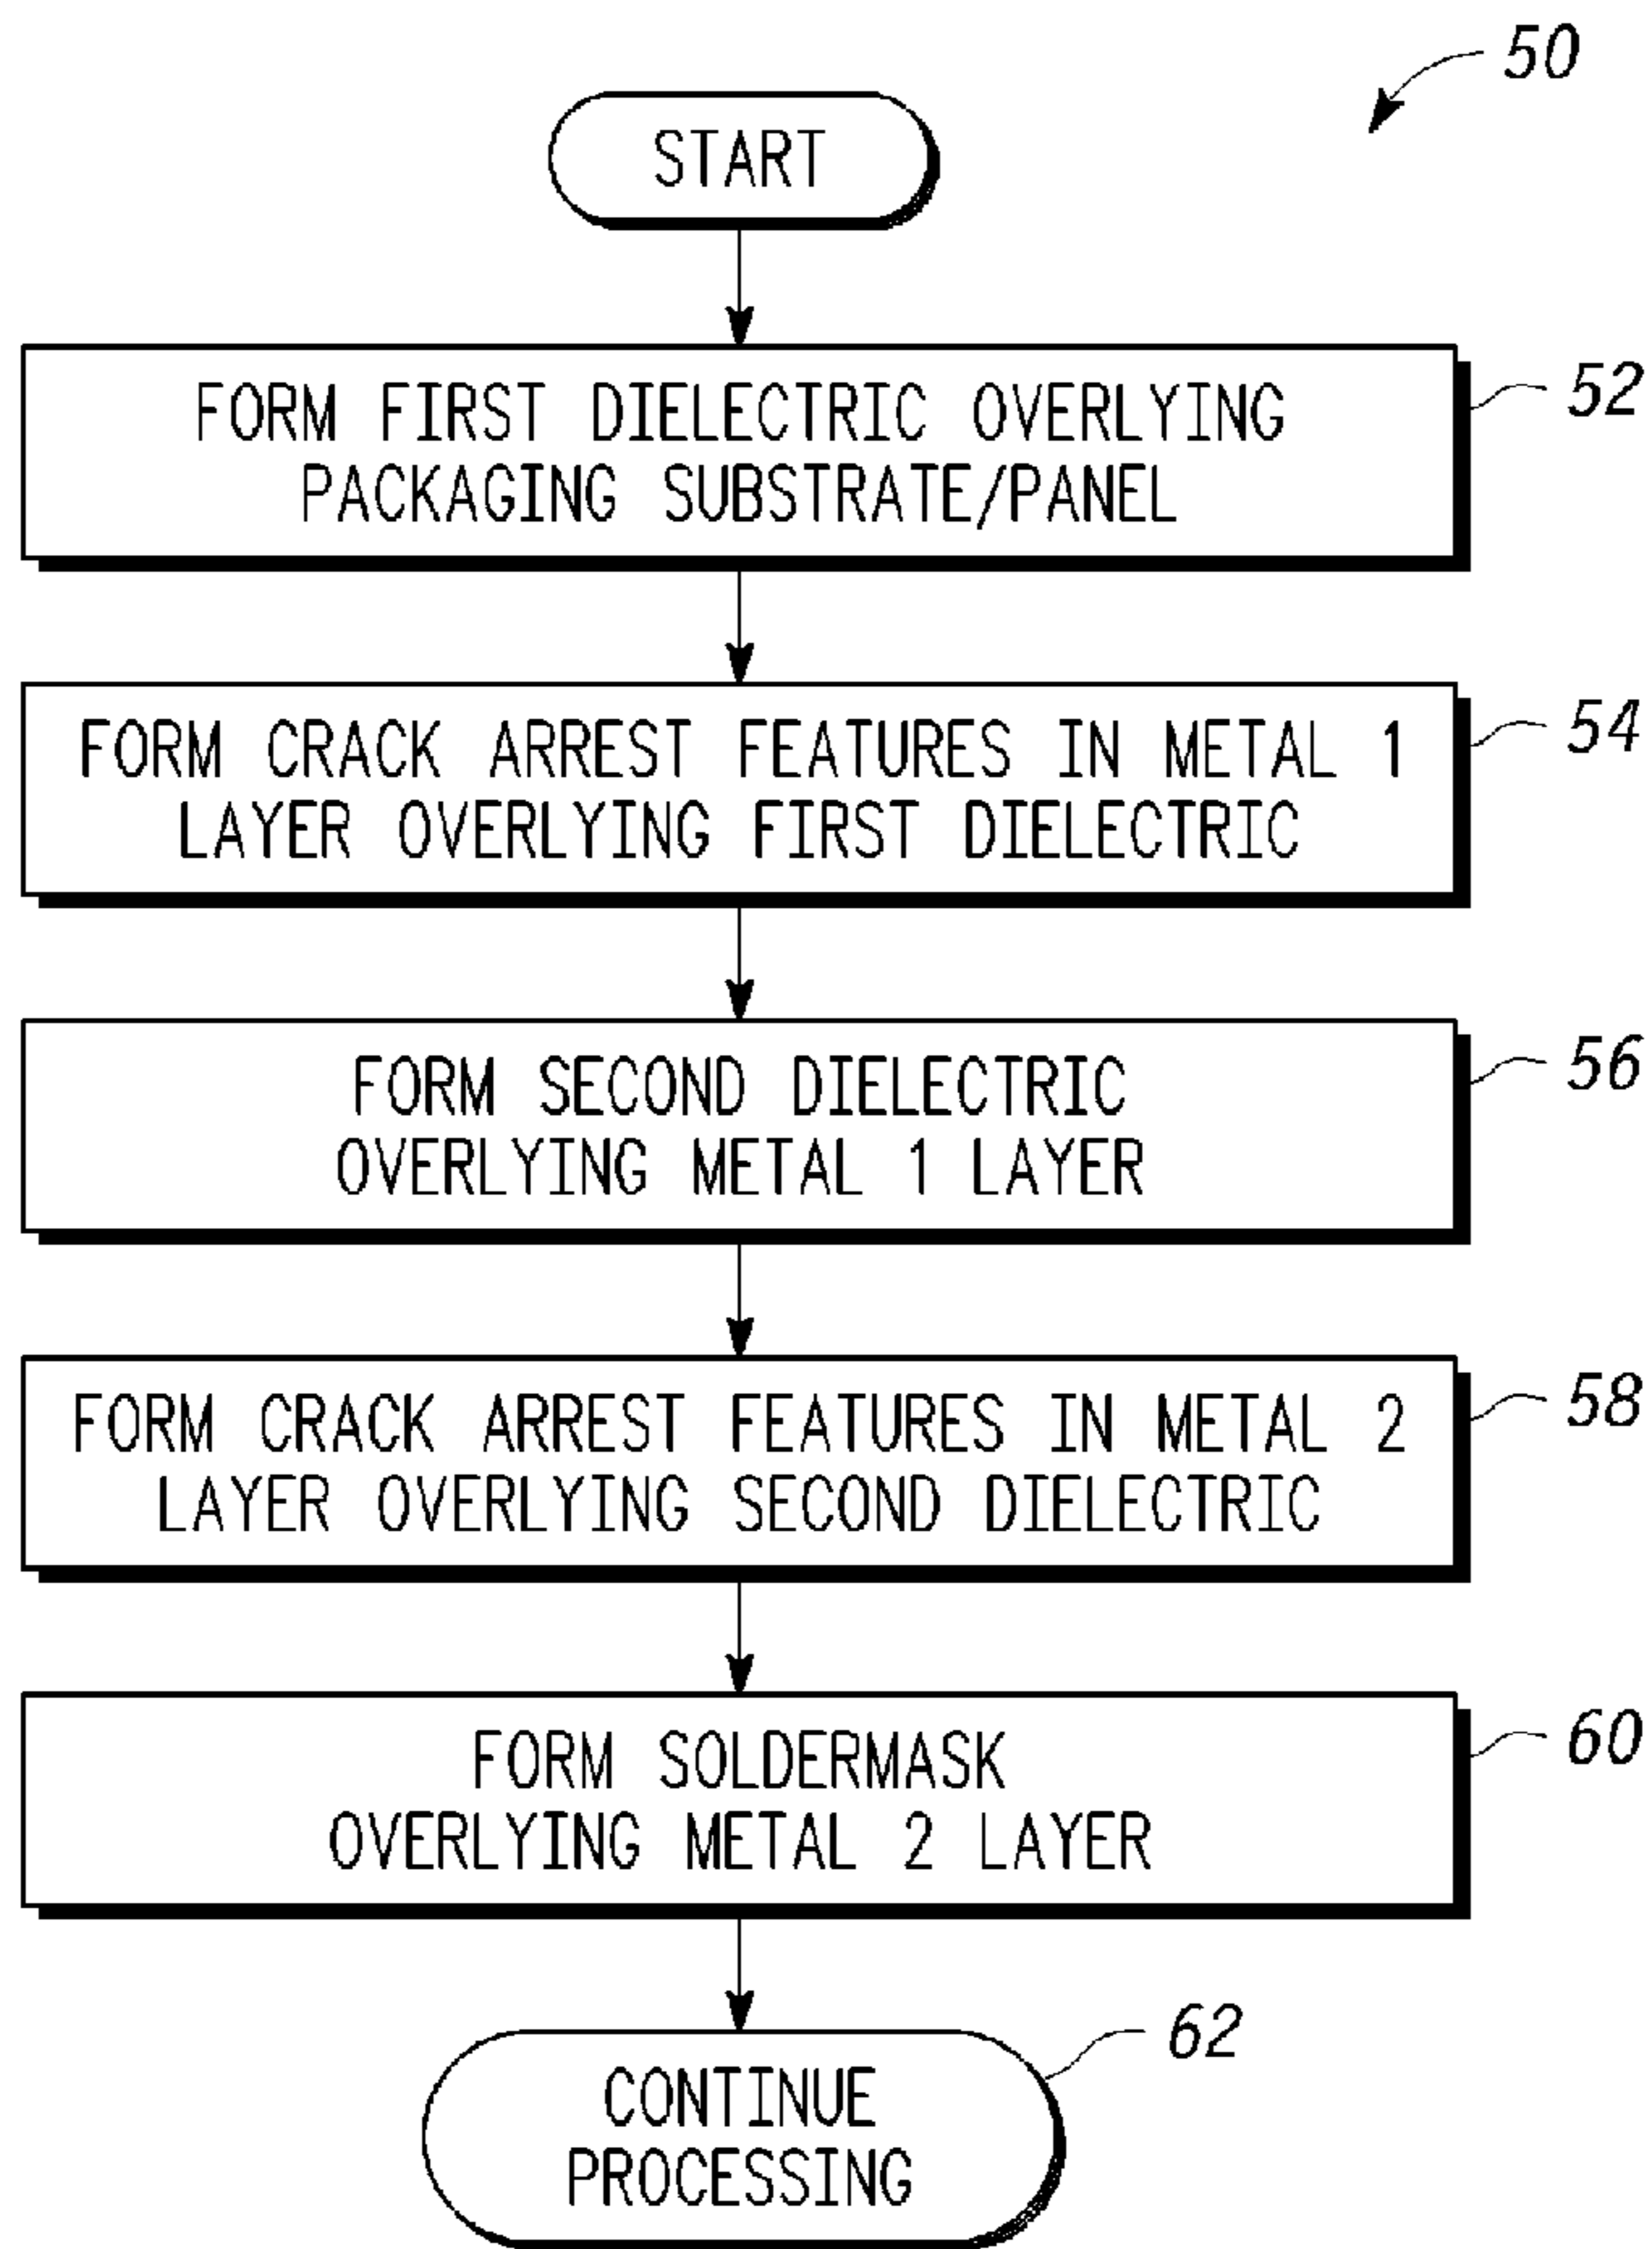 50
START
FORM FIRST DIELECTRIC OVERLYING
PACKAGING SUBSTRATE/PANEL
52
FORM CRACK ARREST FEATURES IN METAL 1
LAYER OVERLYING FIRST DIELECTRIC
54
FORM SECOND DIELECTRIC
OVERLYING METAL 1 LAYER
56
FORM CRACK ARREST FEATURES IN METAL 2
LAYER OVERLYING SECOND DIELECTRIC
58
FORM SOLDERMASK
OVERLYING METAL 2 LAYER
60
CONTINUE
PROCESSING
62